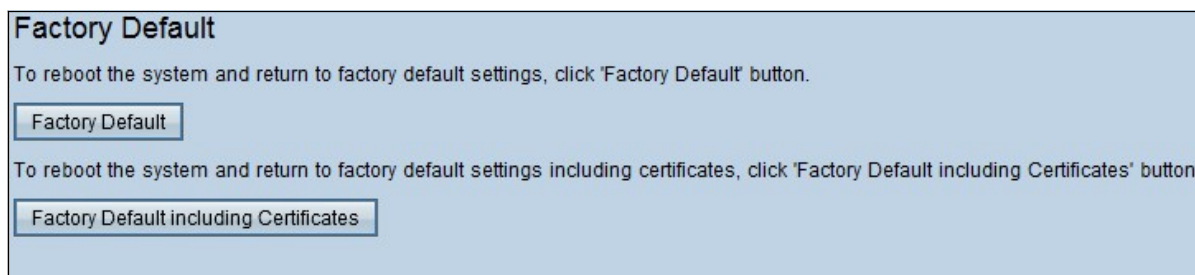 Factory Default
To reboot the system and return to factory default settings, click 'Factory Default' button.
Factory Default
To reboot the system and return to factory default settings including certificates, click 'Factory Default including Certificates' button
Factory Default including Certificates